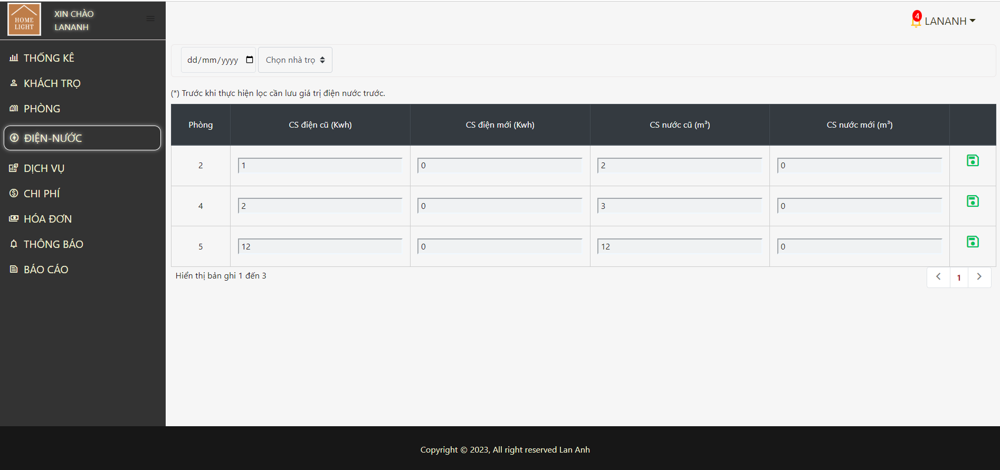 HOME
LIGHT
XIN CHÀO
LANANH
4
LANANH
THỐNG KÊ
KHÁCH TRỌ
PHÒNG
ĐIỆN-NƯỚC
DỊCH VỤ
CHI PHÍ
HÓA ĐƠN
THÔNG BÁO
BÁO CÁO
dd/mm/yyyy Chọn nhà trọ
(*) Trước khi thực hiện lọc cần lưu giá trị điện nước trước.
Phòng CS điện cũ (Kwh) CS điện mới (Kwh) CS nước cũ (m³) CS nước mới (m³)
2 1 0 2 0
4 2 0 3 0
5 12 0 12 0
Hiển thị bản ghi 1 đến 3
1
Copyright © 2023, All right reserved Lan Anh